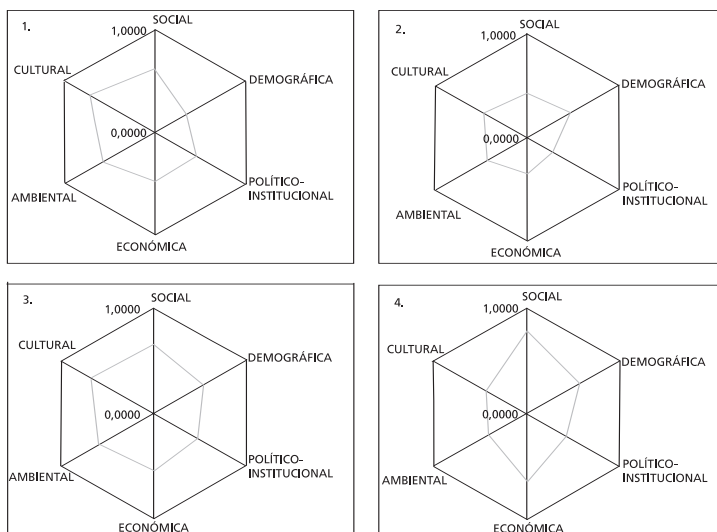 1.
SOCIAL
1,0000
CULTURAL
DEMOGRÁFICA
0,0000
AMBIENTAL
POLÍTICO-
INSTITUCIONAL
ECONÓMICA
2.
SOCIAL
1,0000
CULTURAL
DEMOGRÁFICA
0,0000
AMBIENTAL
POLÍTICO-
INSTITUCIONAL
ECONÓMICA
3.
SOCIAL
1,0000
CULTURAL
DEMOGRÁFICA
0,0000
AMBIENTAL
POLÍTICO-
INSTITUCIONAL
ECONÓMICA
4.
SOCIAL
1,0000
CULTURAL
DEMOGRÁFICA
0,0000
AMBIENTAL
POLÍTICO-
INSTITUCIONAL
ECONÓMICA